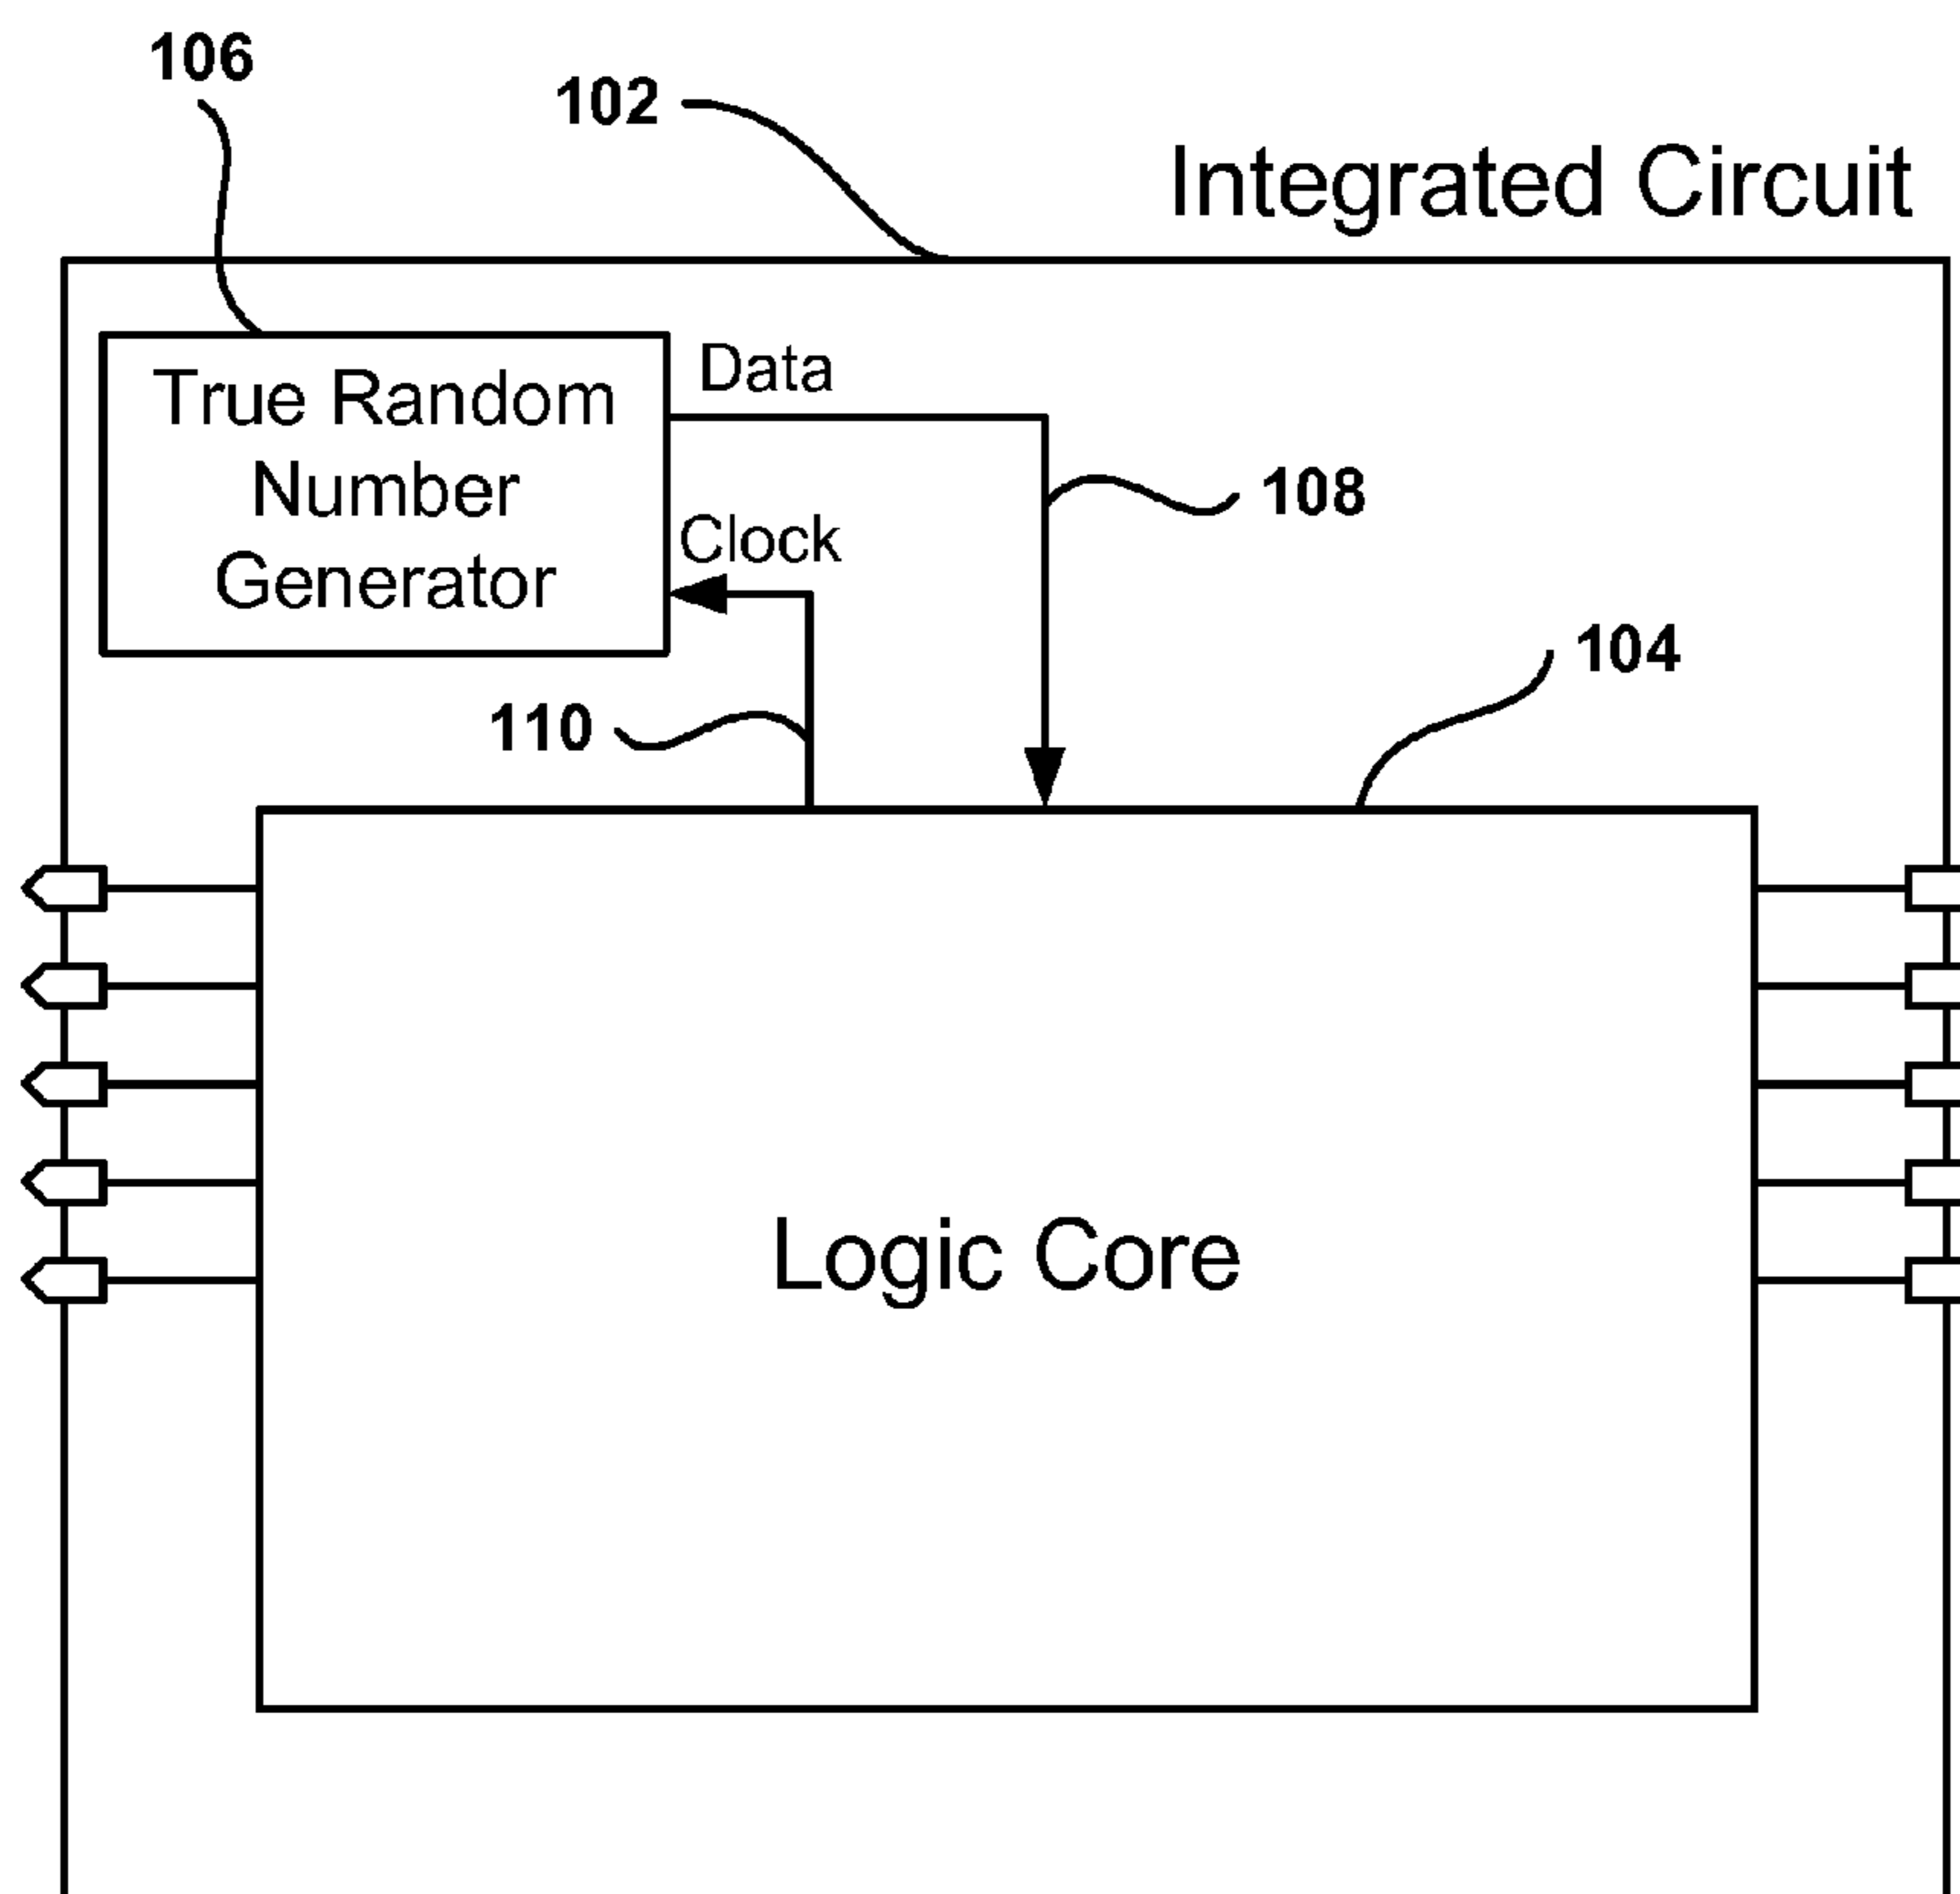 106
102
Integrated Circuit
True Random
Number
Generator
Data
108
Clock
104
110
Logic Core